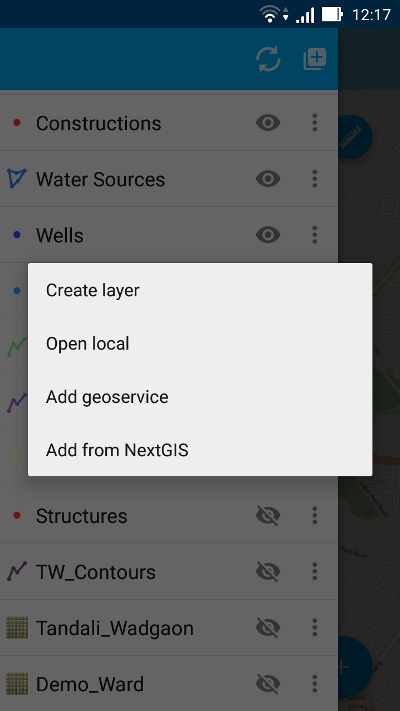 12:17
Constructions
Water Sources
Wells
Create layer
Open local
Add geoservice
Add from NextGIS
Structures
TW_Contours
Tandali_Wadgaon
Demo_Ward